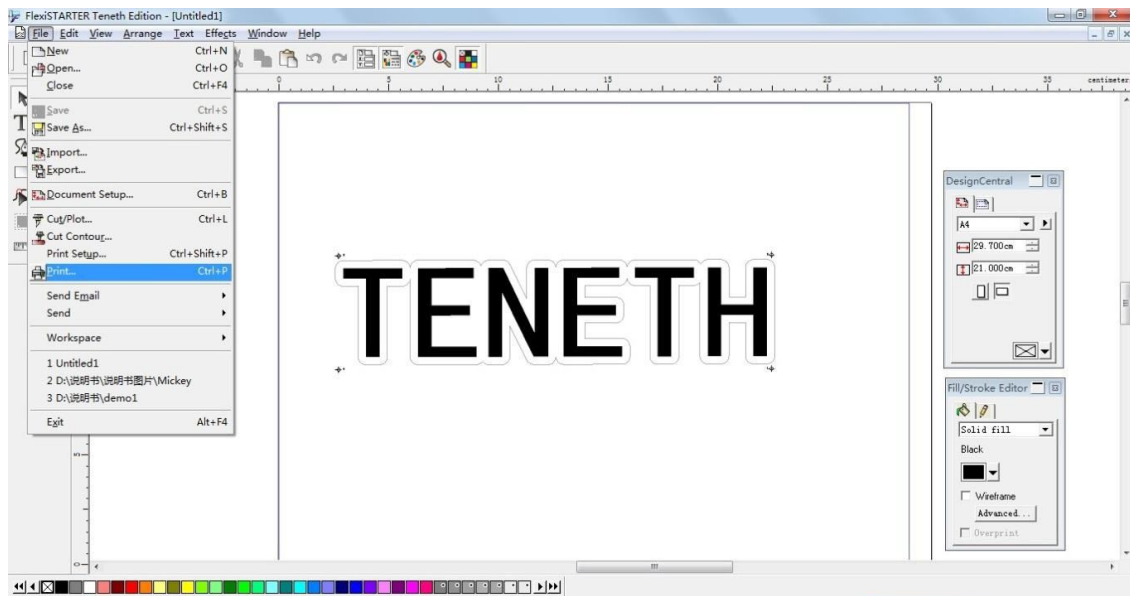 FlexiSTARTER Teneth Edition - [Untitled1]
File Edit View Arrange Text Effects Window Help
New Ctrl+N
Open... Ctrl+O
Close Ctrl+F4
Save Ctrl+S
Save As... Ctrl+Shift+S
Import...
Export...
Document Setup... Ctrl+B
Cut/Plot... Ctrl+L
Cut Contour...
Print Setup... Ctrl+Shift+P
Print... Ctrl+P
Send Email
Send
Workspace
1 Untitled1
2 D:\说明书\说明书图片\Mickey
3 D:\说明书\demo1
Exit Alt+F4
0 5 10 15 20 25 30 35 centimeter
TENETH
DesignCentral
A4
29.700cm
21.000cm
Fill/Stroke Editor
Solid fill
Black
Wireframe
Advanced...
Overprint
5
0